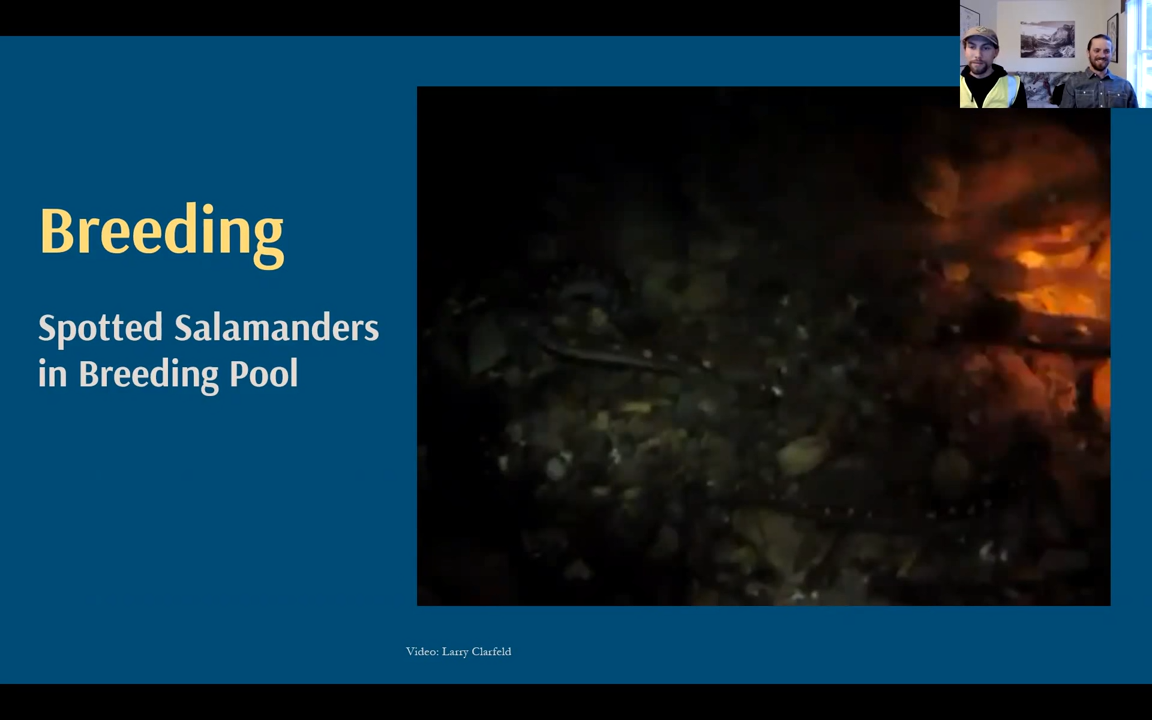 Breeding
Spotted Salamanders
in Breeding Pool
Video: Larry Clarfeld